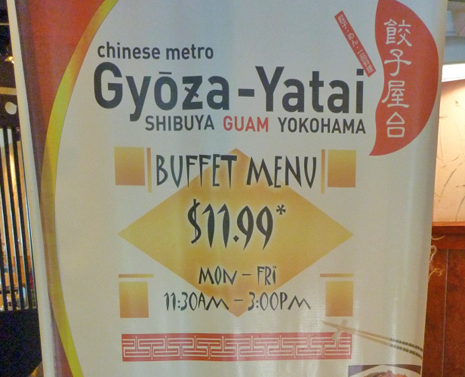 chinese metro
Gyōza-Yatai
SHIBUYA GUAM YOKOHAMA
餃子屋台
BUFFET MENU
$11.99*
MON - FRI
11:30AM - 3:00PM